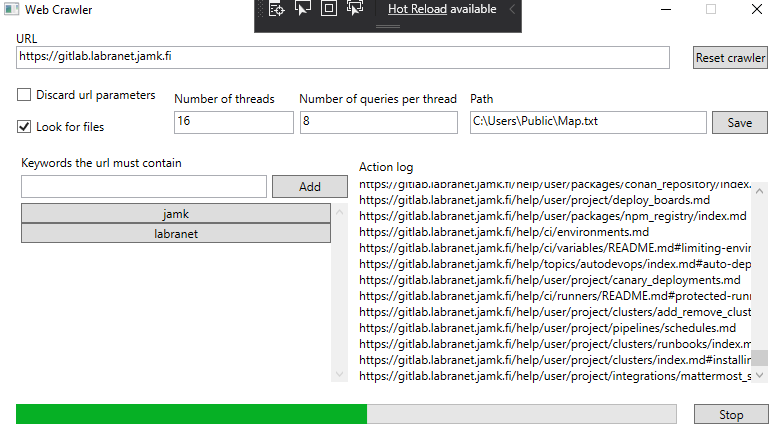 Web Crawler
Hot Reload available
URL
https://gitlab.labranet.jamk.fi
Reset crawler
Discard url parameters
Look for files
Number of threads
16
Number of queries per thread
8
Path
C:\Users\Public\Map.txt
Save
Keywords the url must contain
Add
jamk
labranet
Action log
https://gitlab.labranet.jamk.fi/help/user/packages/conan_repository/index.
https://gitlab.labranet.jamk.fi/help/user/project/deploy_boards.md
https://gitlab.labranet.jamk.fi/help/user/packages/npm_registry/index.md
https://gitlab.labranet.jamk.fi/help/ci/environments.md
https://gitlab.labranet.jamk.fi/help/ci/variables/README.md#limiting-envir
https://gitlab.labranet.jamk.fi/help/topics/autodevops/index.md#auto-dep
https://gitlab.labranet.jamk.fi/help/user/project/canary_deployments.md
https://gitlab.labranet.jamk.fi/help/ci/runners/README.md#protected-runn
https://gitlab.labranet.jamk.fi/help/user/project/clusters/add_remove_clust
https://gitlab.labranet.jamk.fi/help/user/project/pipelines/schedules.md
https://gitlab.labranet.jamk.fi/help/user/project/clusters/runbooks/index.m
https://gitlab.labranet.jamk.fi/help/user/project/clusters/index.md#installin
https://gitlab.labranet.jamk.fi/help/user/project/integrations/mattermost_s
Stop